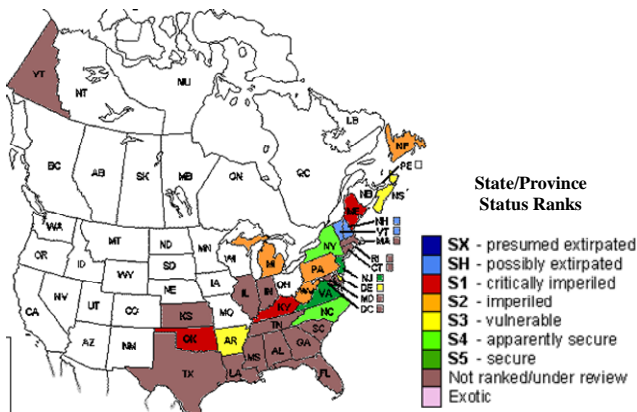 YT
NT
NU
LB
NF
BC
AB
SK
MB
ON
QC
PE
NB
NS
ME
NH
VT
MA
RI
CT
NJ
DE
MD
DC
WA
MT
ND
MN
OR
ID
SD
WI
MI
NY
WY
IA
PA
NE
IL
IN
OH
NV
UT
CO
KS
MO
KY
WV
VA
CA
AZ
NM
OK
AR
TN
NC
SC
TX
LA
MS
AL
GA
FL
State/Province
Status Ranks
SX - presumed extirpated
SH - possibly extirpated
S1 - critically imperiled
S2 - imperiled
S3 - vulnerable
S4 - apparently secure
S5 - secure
Not ranked/under review
Exotic